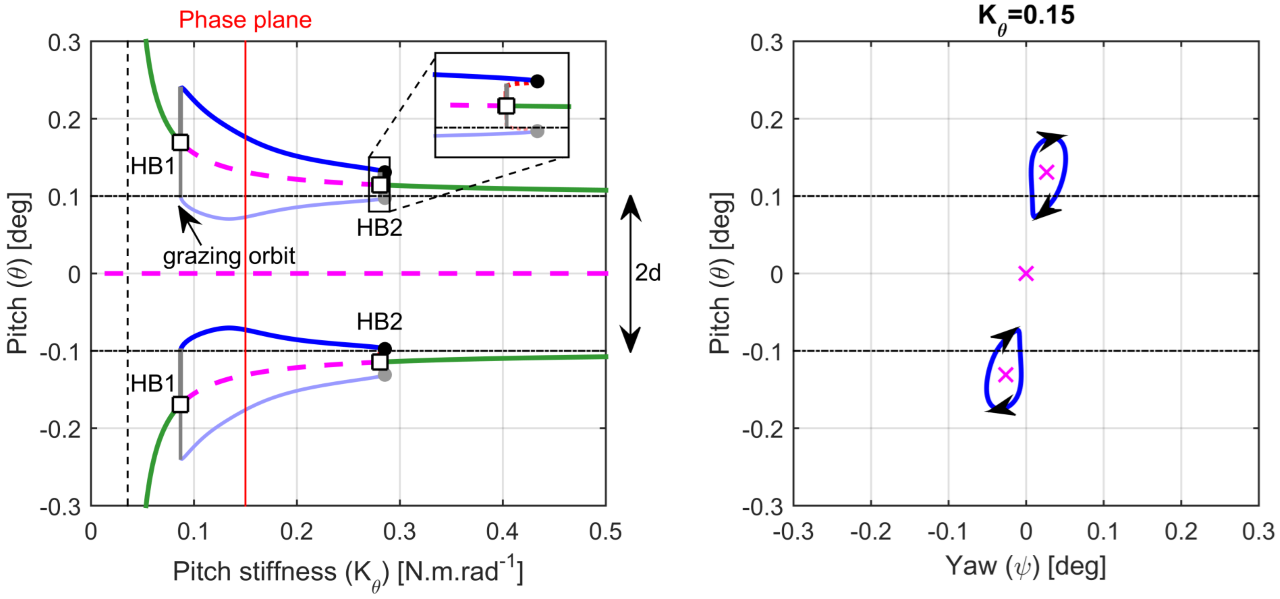 Phase plane
0.3
0.2
0.1
0
-0.1
-0.2
-0.3
Pitch (θ) [deg]
HB1
grazing orbit
HB2
HB2
HB1
2d
0
0.1
0.2
0.3
0.4
0.5
Pitch stiffness (Kθ) [N.m.rad-1]
Kθ=0.15
0.3
0.2
0.1
0
-0.1
-0.2
-0.3
Pitch (θ) [deg]
-0.3
-0.2
-0.1
0
0.1
0.2
0.3
Yaw (ψ) [deg]